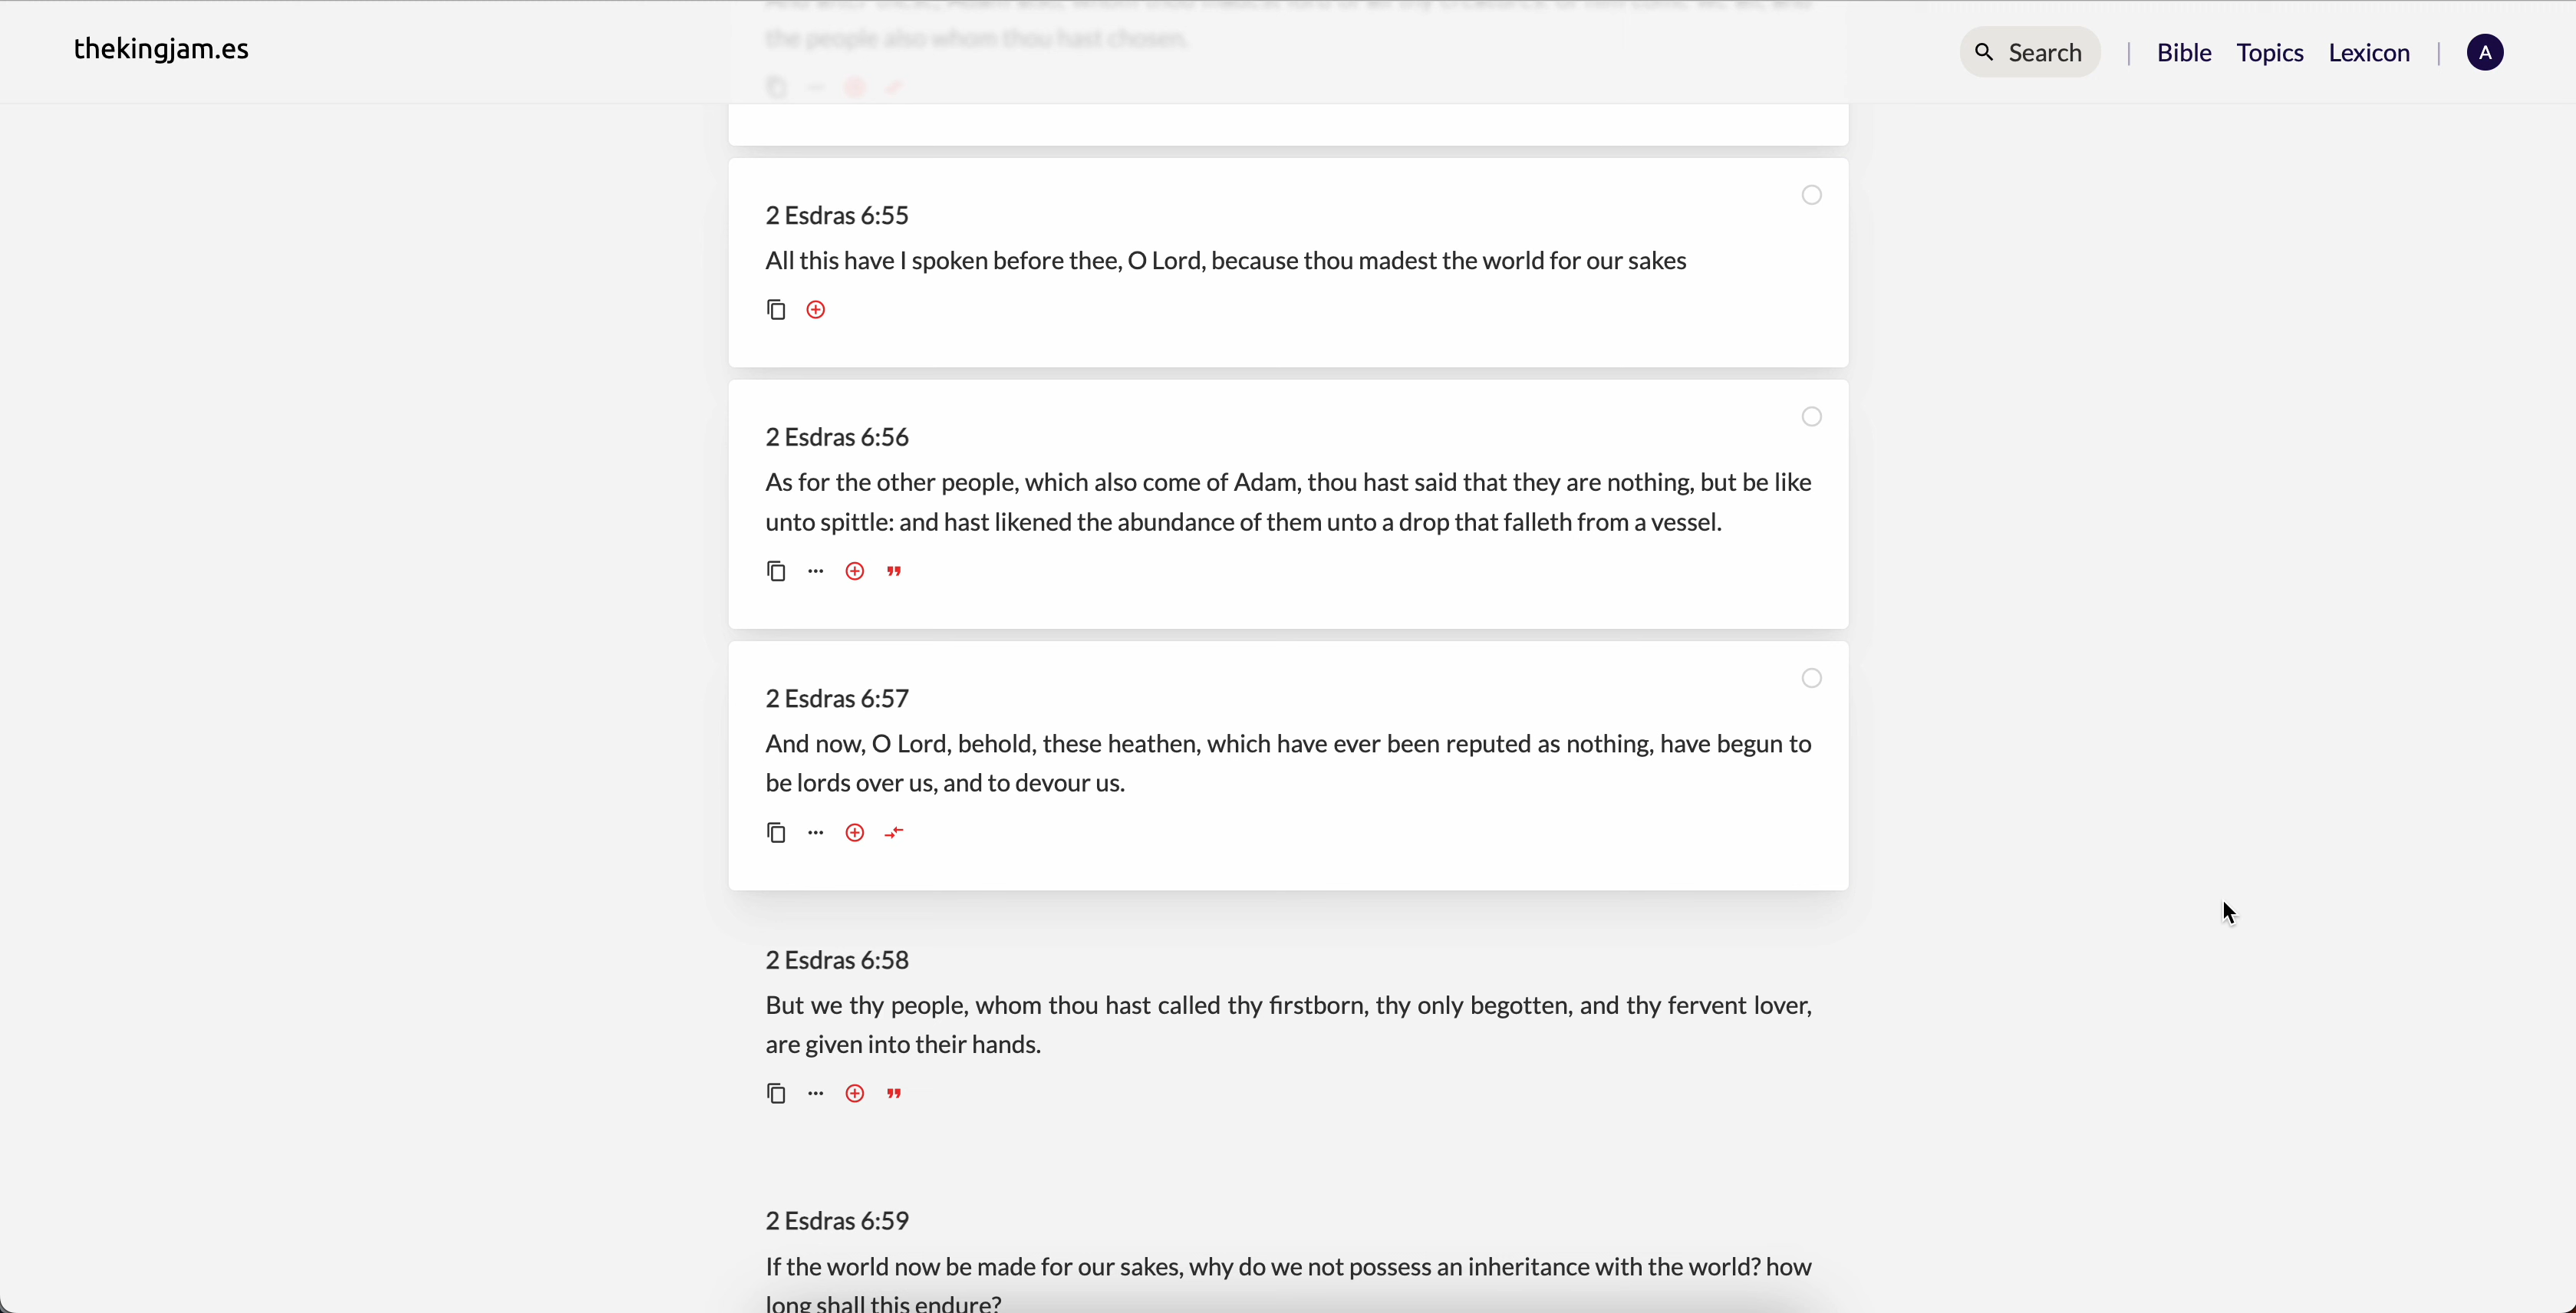 thekingjam.es
Search | Bible Topics Lexicon | A
the people also whom thou hast chosen.
2 Esdras 6:55
All this have I spoken before thee, O Lord, because thou madest the world for our sakes
2 Esdras 6:56
As for the other people, which also come of Adam, thou hast said that they are nothing, but be like
unto spittle: and hast likened the abundance of them unto a drop that falleth from a vessel.
2 Esdras 6:57
And now, O Lord, behold, these heathen, which have ever been reputed as nothing, have begun to
be lords over us, and to devour us.
2 Esdras 6:58
But we thy people, whom thou hast called thy firstborn, thy only begotten, and thy fervent lover,
are given into their hands.
2 Esdras 6:59
If the world now be made for our sakes, why do we not possess an inheritance with the world? how
long shall this endure?